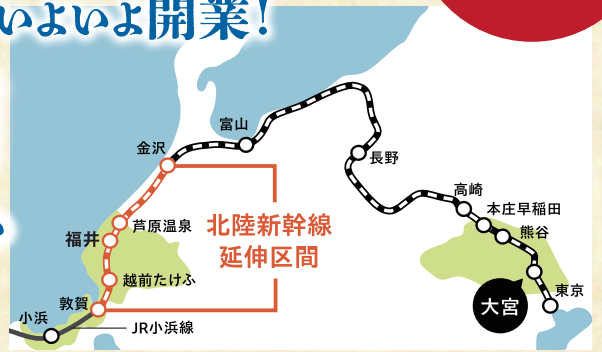 いよいよ開業!
富山
金沢
長野
高崎
本庄早稲田
熊谷
芦原温泉
福井
北陸新幹線
延伸区間
越前たけふ
大宮
東京
敦賀
小浜
JR小浜線